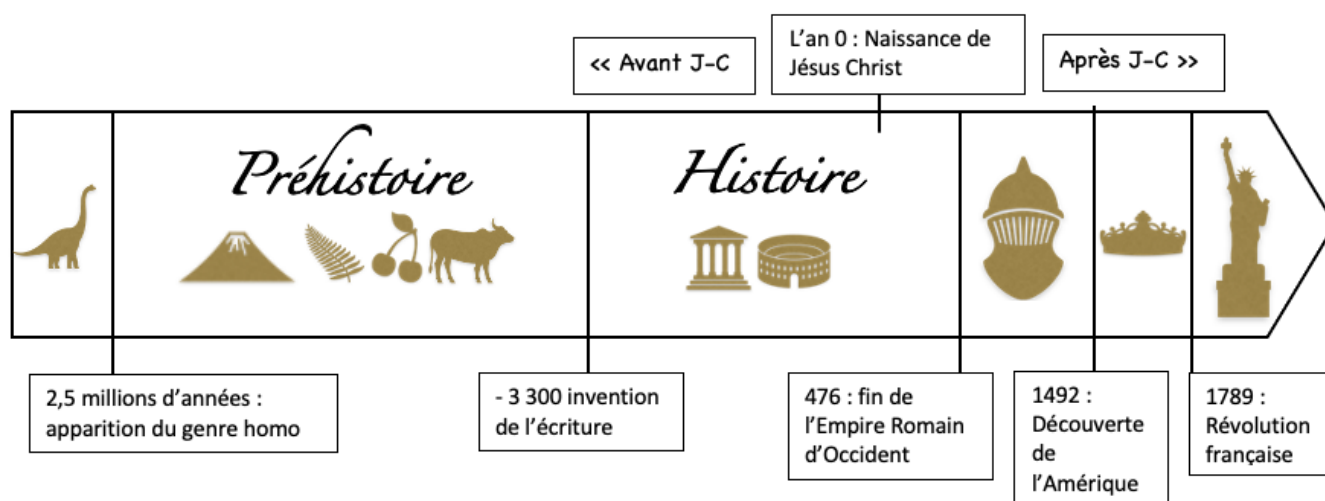 << Avant J-C
L'an 0 : Naissance de
Jésus Christ
Après J-C >>
Préhistoire
Histoire
2,5 millions d'années :
apparition du genre homo
- 3 300 invention
de l'écriture
476 : fin de
l'Empire Romain
d'Occident
1492 :
Découverte
de
l'Amérique
1789 :
Révolution
française